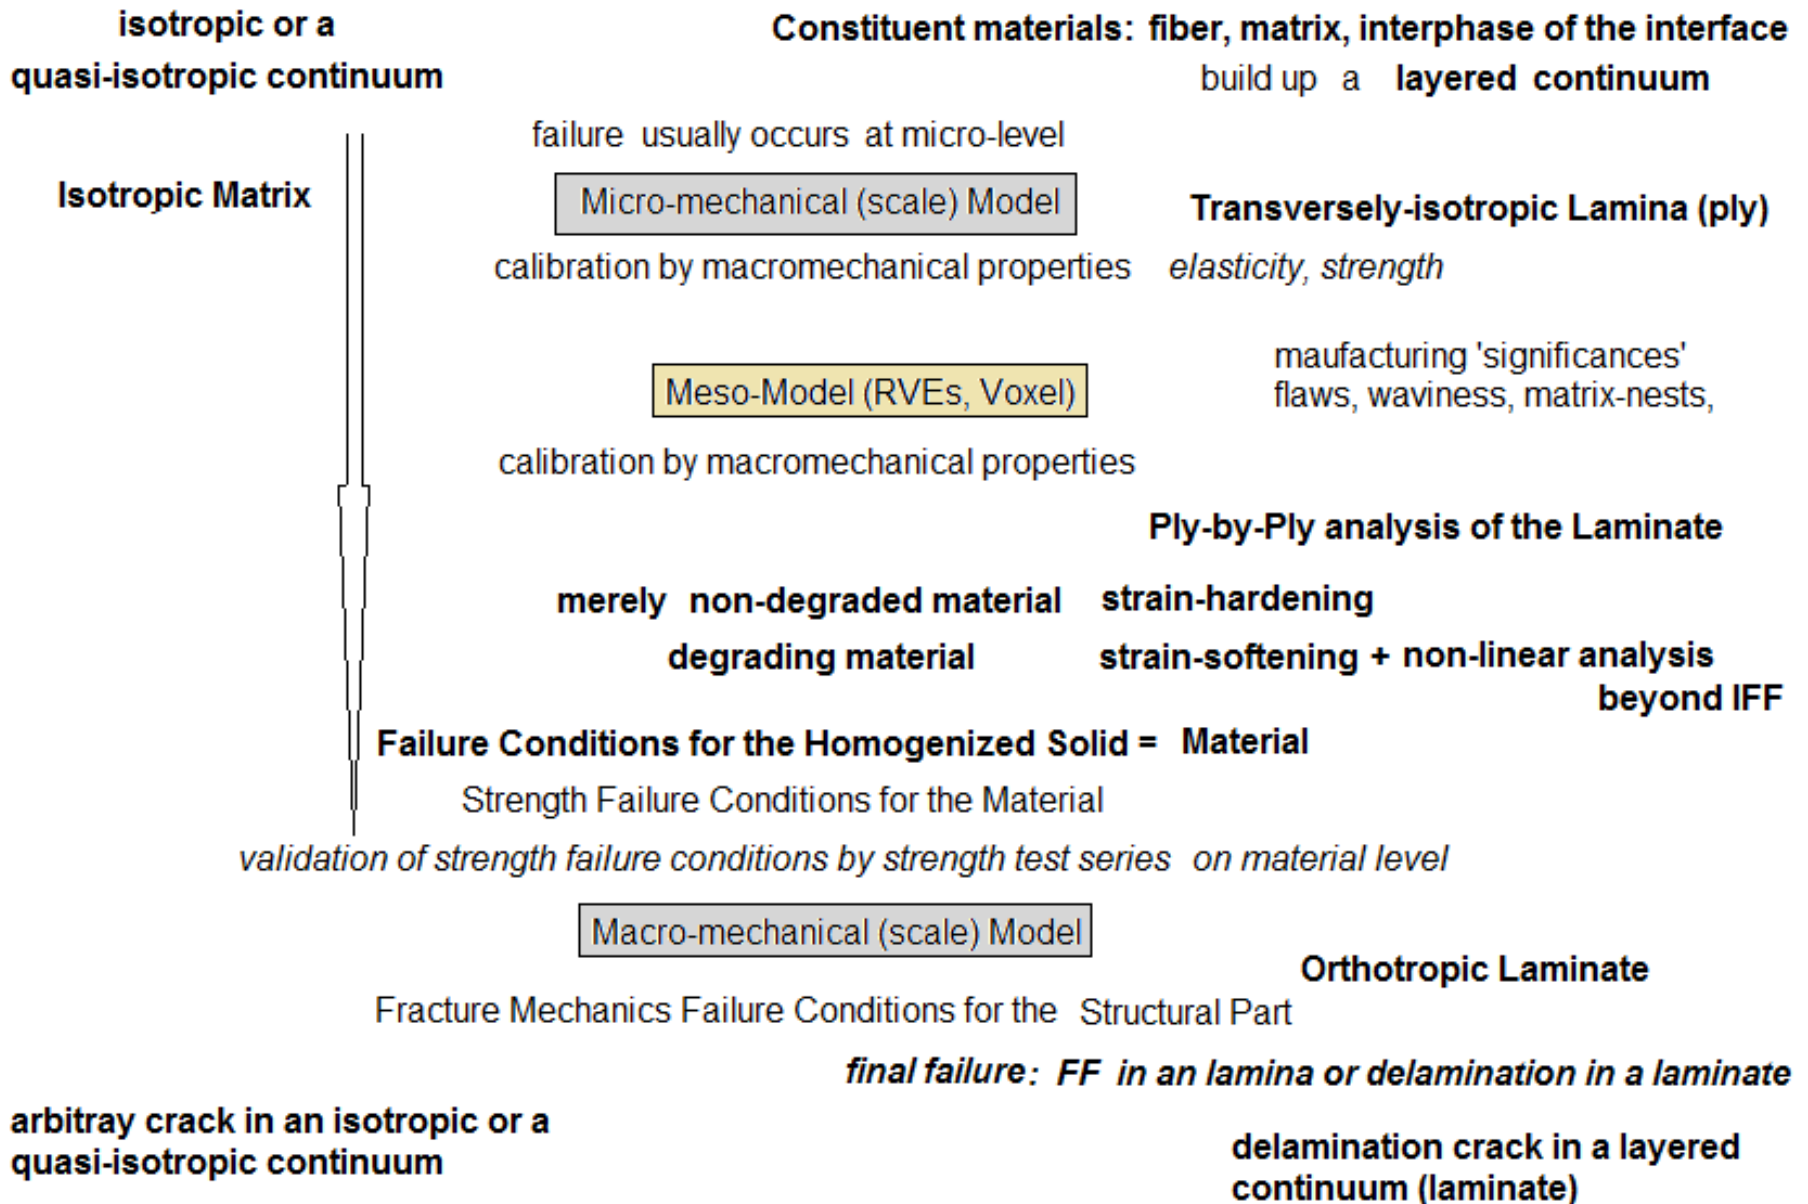 isotropic or a
quasi-isotropic continuum
Constituent materials: fiber, matrix, interphase of the interface
build up a layered continuum
failure usually occurs at micro-level
Isotropic Matrix
Micro-mechanical (scale) Model
Transversely-isotropic Lamina (ply)
calibration by macromechanical properties elasticity, strength
maufacturing 'significances'
flaws, waviness, matrix-nests,
Meso-Model (RVEs, Voxel)
calibration by macromechanical properties
Ply-by-Ply analysis of the Laminate
merely non-degraded material strain-hardening
degrading material strain-softening + non-linear analysis
beyond IFF
Failure Conditions for the Homogenized Solid = Material
Strength Failure Conditions for the Material
validation of strength failure conditions by strength test series on material level
Macro-mechanical (scale) Model
Orthotropic Laminate
Fracture Mechanics Failure Conditions for the Structural Part
final failure: FF in an lamina or delamination in a laminate
arbitray crack in an isotropic or a
quasi-isotropic continuum
delamination crack in a layered
continuum (laminate)